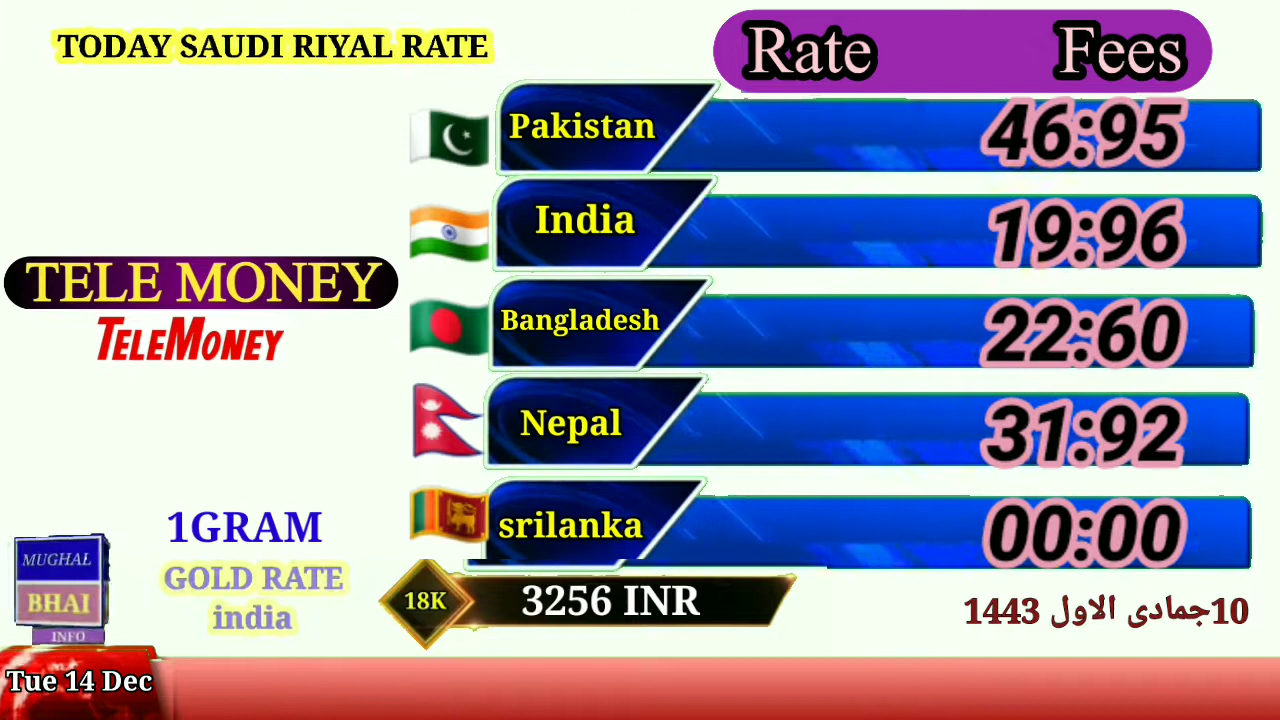 TODAY SAUDI RIYAL RATE
Rate Fees
Pakistan 46:95
India 19:96
TELE MONEY
TELEMONEY
Bangladesh 22:60
Nepal 31:92
srilanka 00:00
1GRAM
GOLD RATE
india
18K 3256 INR
10جمادى الاول 1443
MUGHAL
BHAI
INFO
Tue 14 Dec